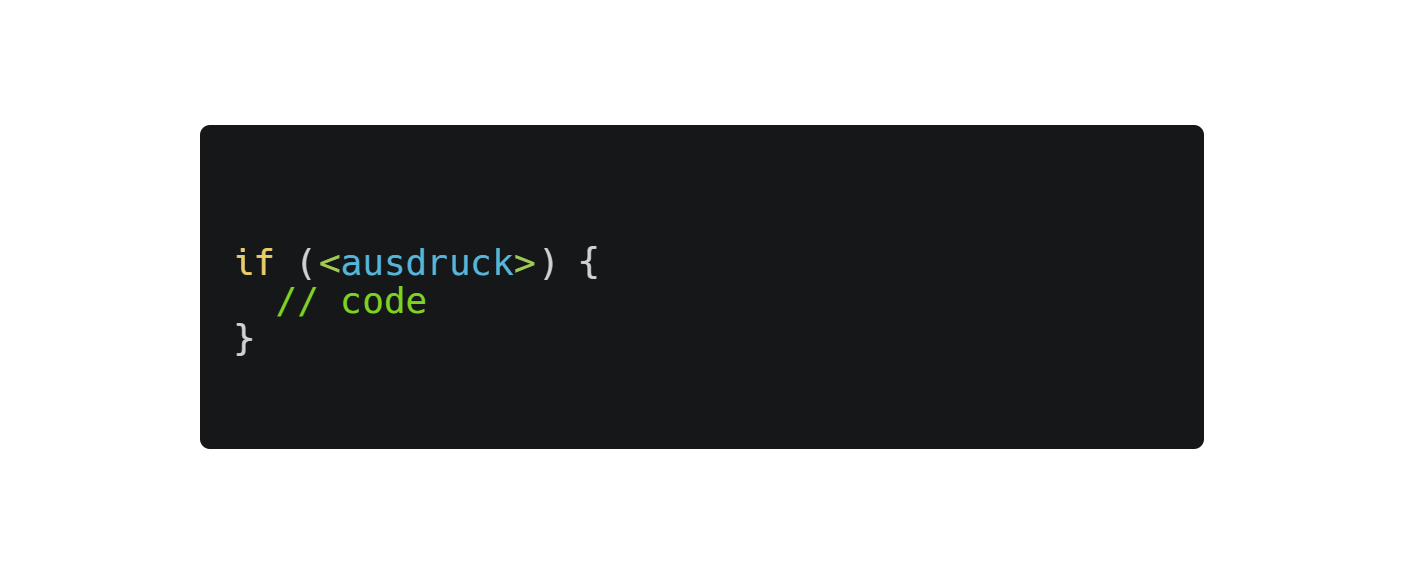 if (<ausdruck>) {
  // code
}